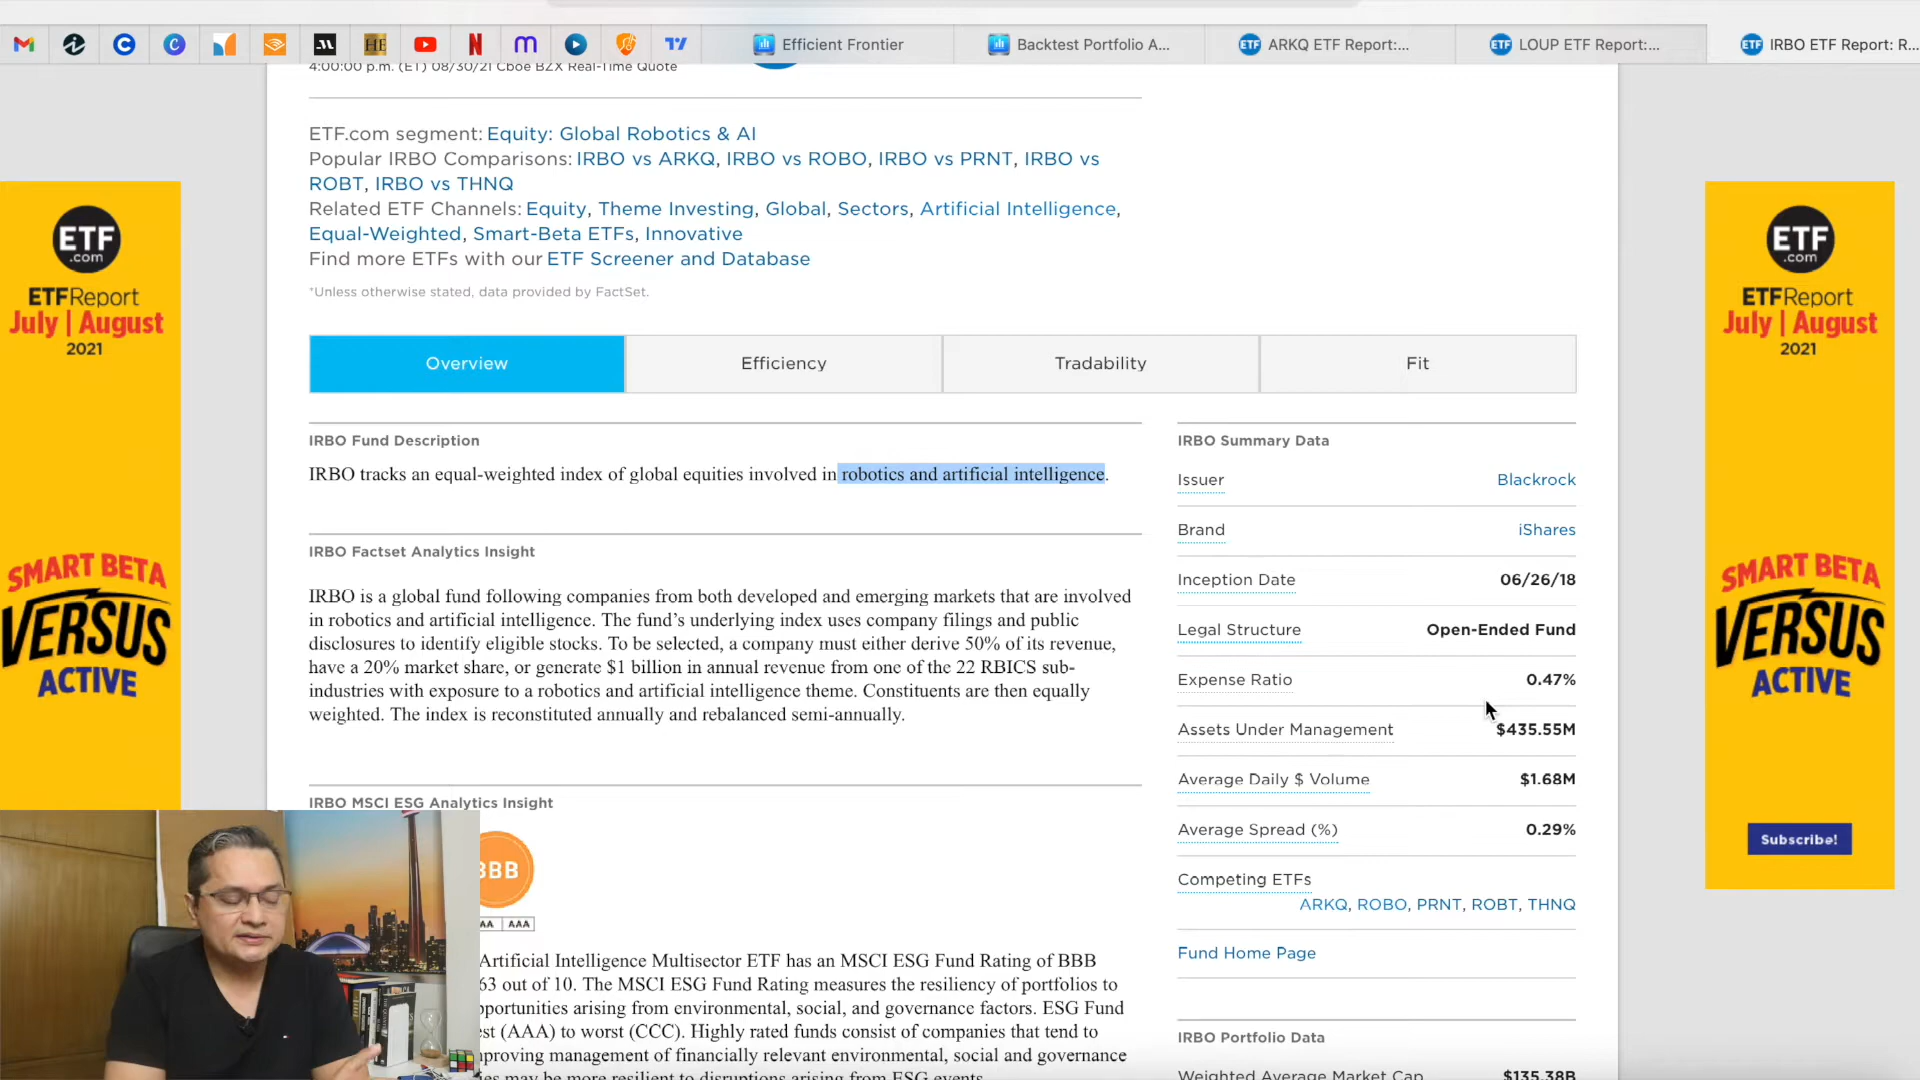 Efficient Frontier
Backtest Portfolio A...
ETF ARKQ ETF Report:...
ETF LOUP ETF Report:...
ETF IRBO ETF Report: R...
4:00:00 p.m. (ET) 08/30/21 Cboe BZX Real-Time Quote
ETF.com segment: Equity: Global Robotics & AI
Popular IRBO Comparisons: IRBO vs ARKQ, IRBO vs ROBO, IRBO vs PRNT, IRBO vs
ROBT, IRBO vs THNQ
Related ETF Channels: Equity, Theme Investing, Global, Sectors, Artificial Intelligence,
Equal-Weighted, Smart-Beta ETFs, Innovative
Find more ETFs with our ETF Screener and Database
*Unless otherwise stated, data provided by FactSet.
Overview
Efficiency
Tradability
Fit
IRBO Fund Description
IRBO tracks an equal-weighted index of global equities involved in robotics and artificial intelligence.
IRBO Factset Analytics Insight
IRBO is a global fund following companies from both developed and emerging markets that are involved
in robotics and artificial intelligence. The fund's underlying index uses company filings and public
disclosures to identify eligible stocks. To be selected, a company must either derive 50% of its revenue,
have a 20% market share, or generate $1 billion in annual revenue from one of the 22 RBICS sub-
industries with exposure to a robotics and artificial intelligence theme. Constituents are then equally
weighted. The index is reconstituted annually and rebalanced semi-annually.
IRBO MSCI ESG Analytics Insight
BBB
AA AAA
Artificial Intelligence Multisector ETF has an MSCI ESG Fund Rating of BBB
63 out of 10. The MSCI ESG Fund Rating measures the resiliency of portfolios to
pportunities arising from environmental, social, and governance factors. ESG Fund
st (AAA) to worst (CCC). Highly rated funds consist of companies that tend to
mproving management of financially relevant environmental, social and governance
ies may be more resilient to disruptions arising from ESG events.
IRBO Summary Data
Issuer Blackrock
Brand iShares
Inception Date 06/26/18
Legal Structure Open-Ended Fund
Expense Ratio 0.47%
Assets Under Management $435.55M
Average Daily $ Volume $1.68M
Average Spread (%) 0.29%
Competing ETFs
ARKQ, ROBO, PRNT, ROBT, THNQ
Fund Home Page
IRBO Portfolio Data
Weighted Average Market Cap $135.38B
ETF
.com
ETFReport
July | August
2021
SMART BETA
VERSUS
ACTIVE
ETF
.com
ETFReport
July | August
2021
SMART BETA
VERSUS
ACTIVE
Subscribe!